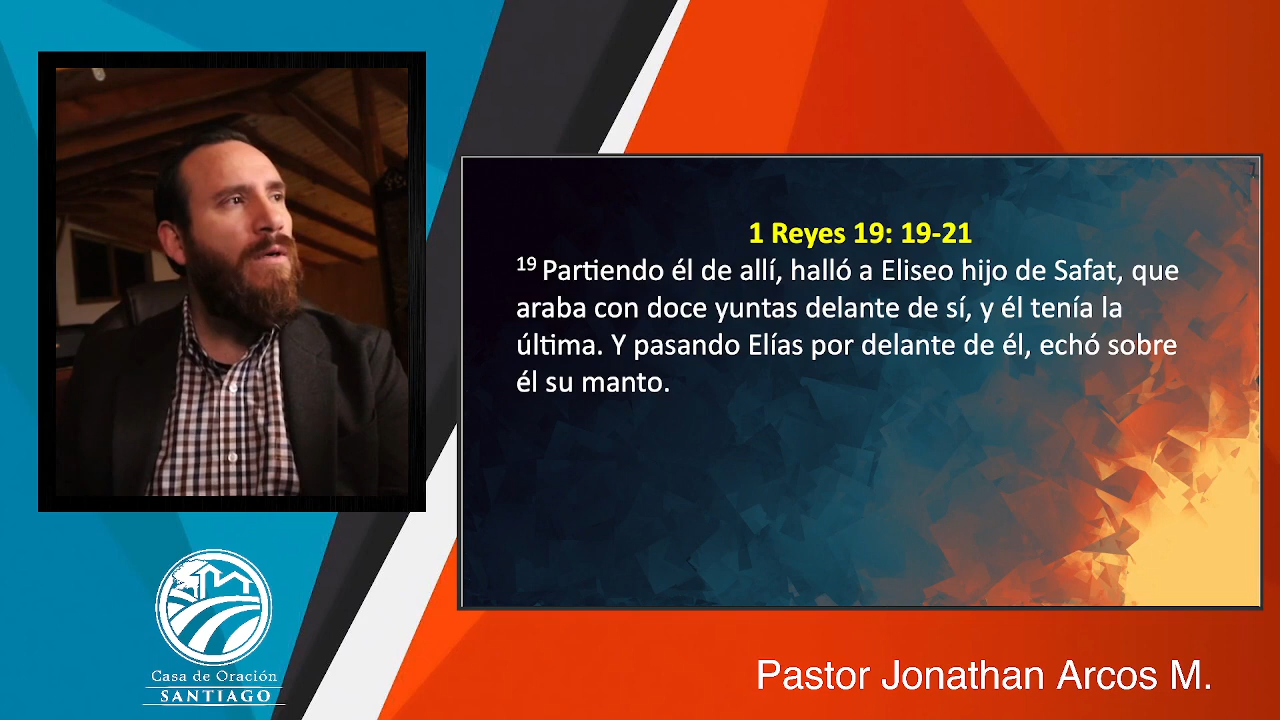 1 Reyes 19: 19-21
19 Partiendo él de allí, halló a Eliseo hijo de Safat, que
araba con doce yuntas delante de sí, y él tenía la
última. Y pasando Elías por delante de él, echó sobre
él su manto.
Casa de Oración
SANTIAGO
Pastor Jonathan Arcos M.